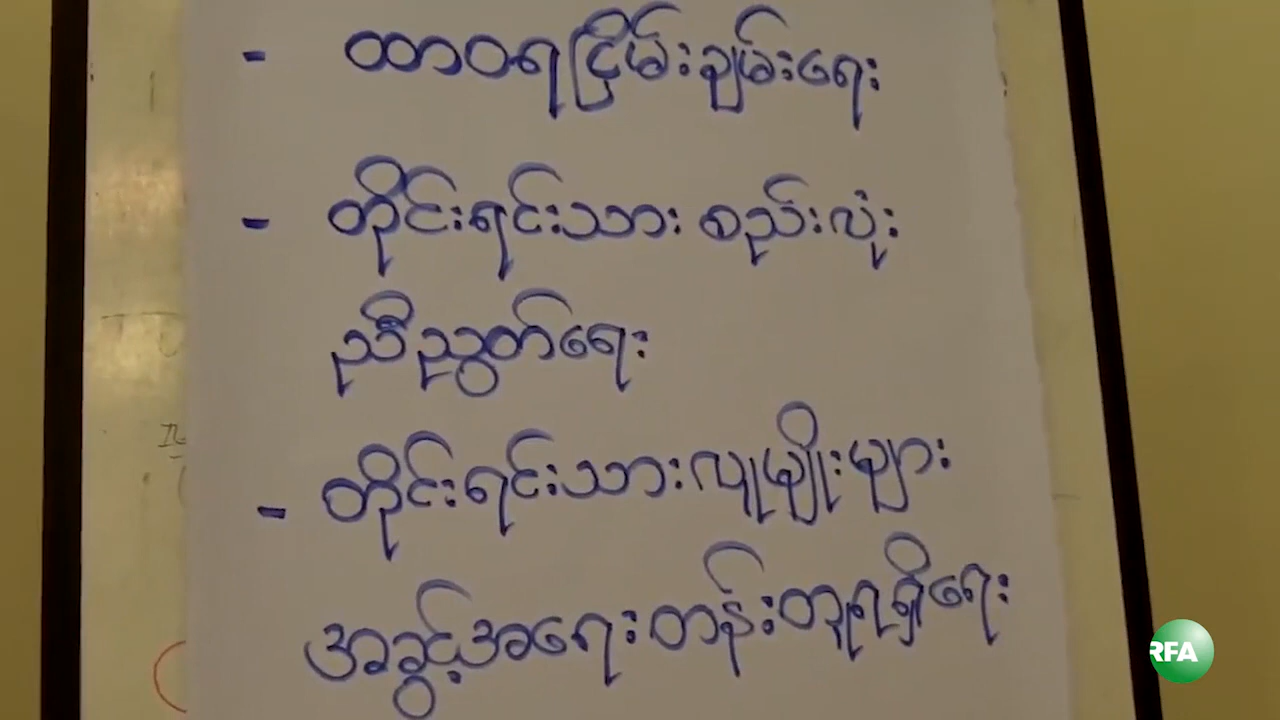 - ထာဝရငြိမ်းချမ်းရေး
- တိုင်းရင်းသား စည်းလုံး
ညီညွတ်ရေး
- တိုင်းရင်းသားလူမျိုးများ
အခွင့်အရေးတန်းတူရရှိရေး
RFA